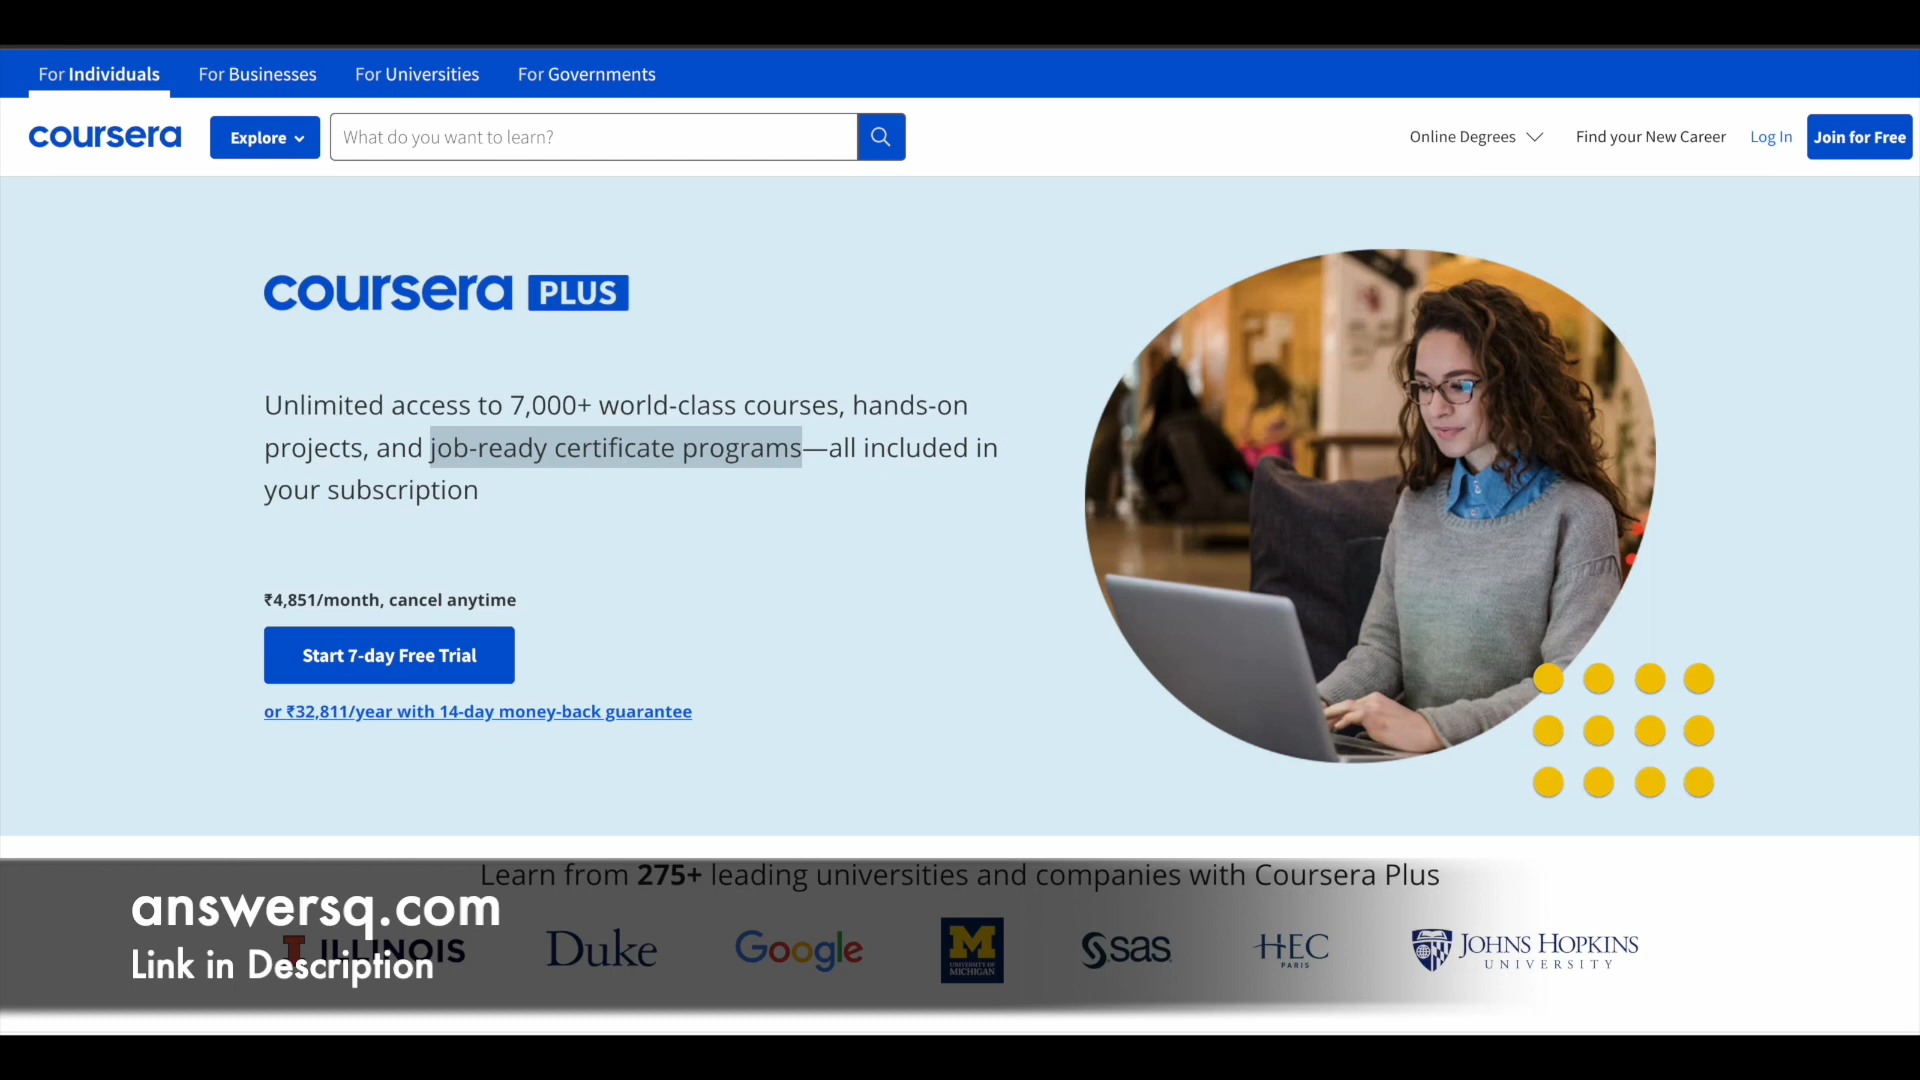 For Individuals For Businesses For Universities For Governments
coursera Explore What do you want to learn? Online Degrees Find your New Career Log In Join for Free
coursera PLUS
Unlimited access to 7,000+ world-class courses, hands-on
projects, and job-ready certificate programs—all included in
your subscription
₹4,851/month, cancel anytime
Start 7-day Free Trial
or ₹32,811/year with 14-day money-back guarantee
Learn from 275+ leading universities and companies with Coursera Plus
answersq.com
Link in Description
I ILLINOIS Duke Google M UNIVERSITY OF MICHIGAN sas HEC PARIS JOHNS HOPKINS UNIVERSITY